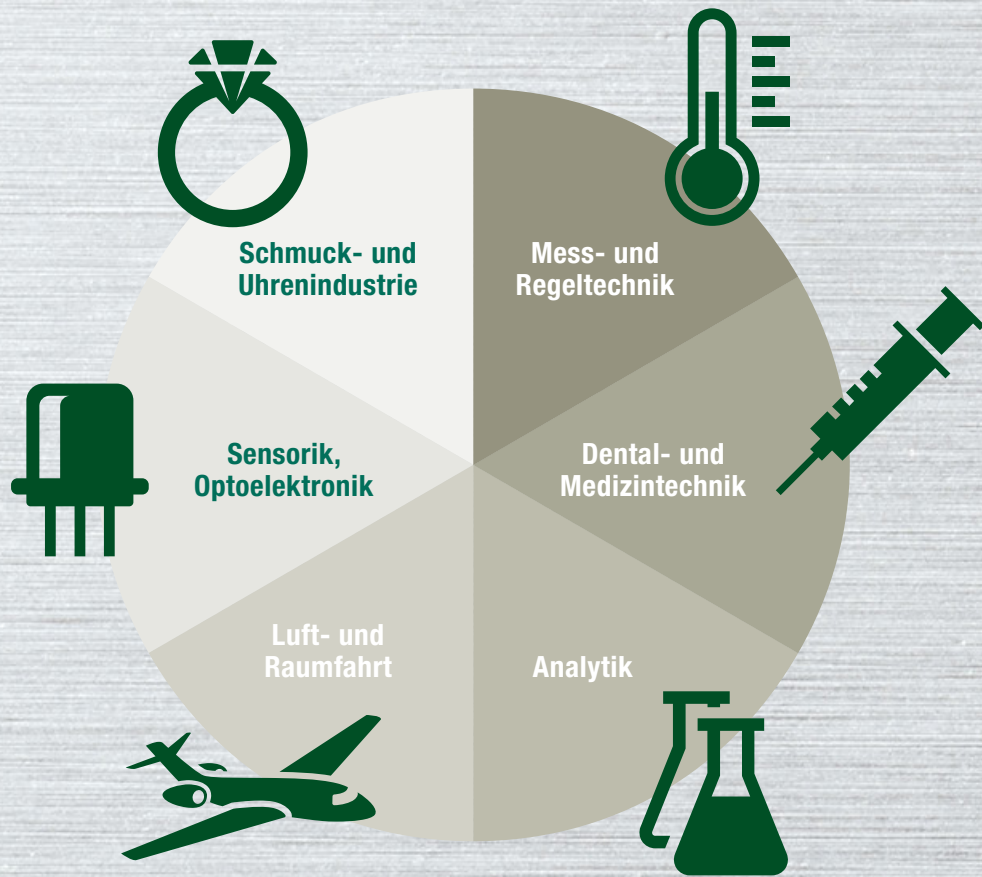 Schmuck- und
Uhrenindustrie
Mess- und
Regeltechnik
Sensorik,
Optoelektronik
Dental- und
Medizintechnik
Luft- und
Raumfahrt
Analytik